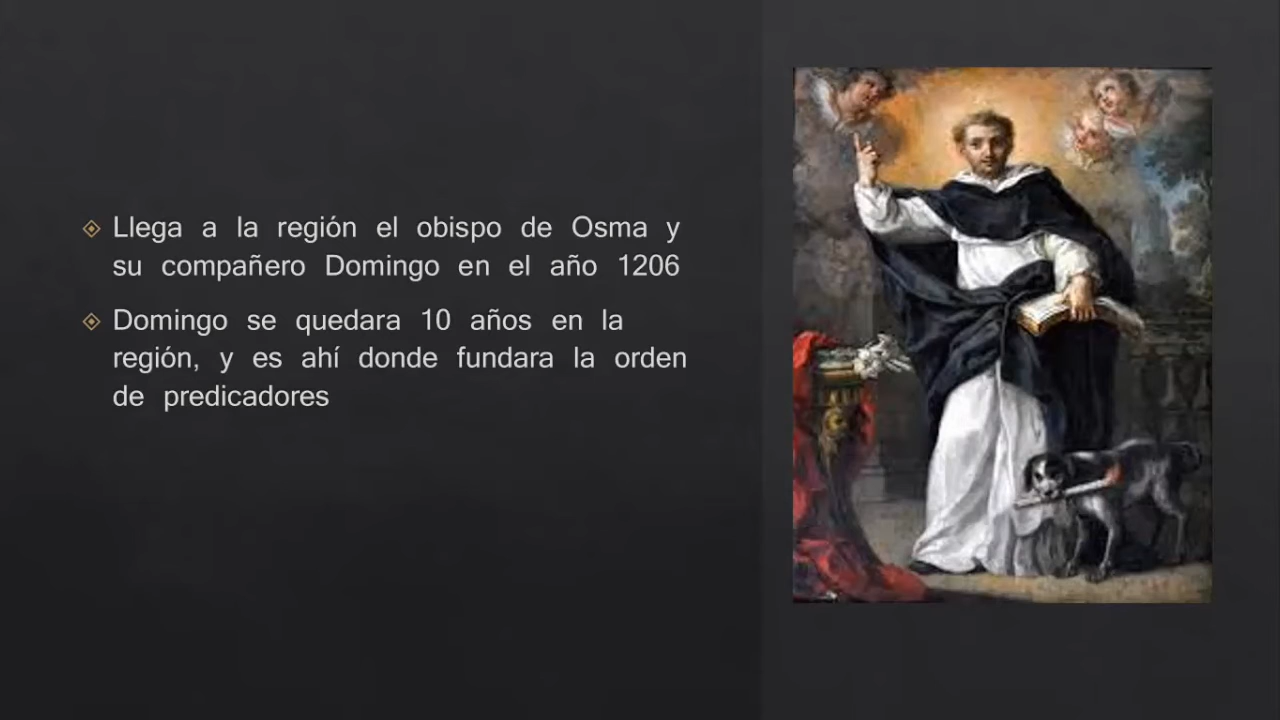 Llega a la región el obispo de Osma y
su compañero Domingo en el año 1206
Domingo se quedara 10 años en la
región, y es ahí donde fundara la orden
de predicadores